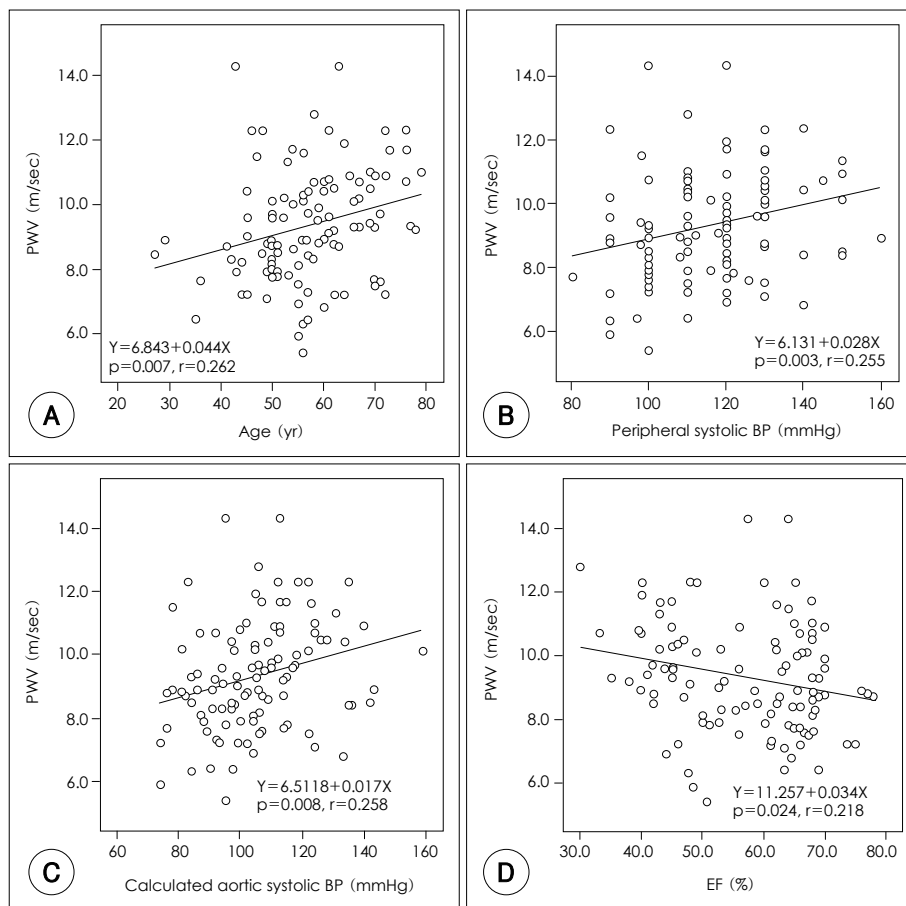 PWV (m/sec)
14.0
12.0
10.0
8.0
6.0
Y=6.843+0.044X
p=0.007, r=0.262
20 30 40 50 60 70 80
Age (yr)
A
PWV (m/sec)
14.0
12.0
10.0
8.0
6.0
Y=6.131+0.028X
p=0.003, r=0.255
80 100 120 140 160
Peripheral systolic BP (mmHg)
B
PWV (m/sec)
14.0
12.0
10.0
8.0
6.0
Y=6.5118+0.017X
p=0.008, r=0.258
60 80 100 120 140 160
Calculated aortic systolic BP (mmHg)
C
PWV (m/sec)
14.0
12.0
10.0
8.0
6.0
Y=11.257+0.034X
p=0.024, r=0.218
30.0 40.0 50.0 60.0 70.0 80.0
EF (%)
D